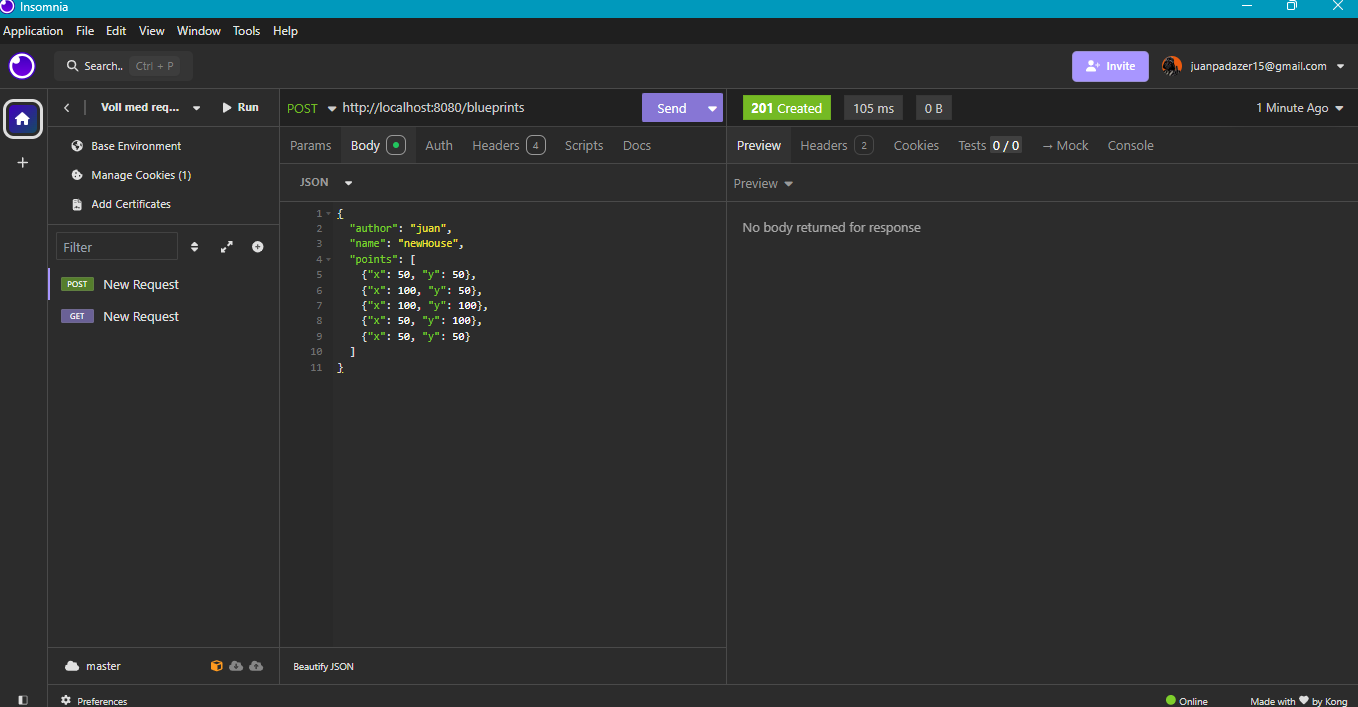 Insomnia
Application File Edit View Window Tools Help
Search.. Ctrl + P
Invite
juanpadazer15@gmail.com
Voll med req...
Run
POST http://localhost:8080/blueprints
Send
201 Created 105 ms 0 B
1 Minute Ago
Base Environment
Manage Cookies (1)
Add Certificates
Filter
POST New Request
GET New Request
Params Body Auth Headers 4 Scripts Docs
JSON
1 {
2 "author": "juan",
3 "name": "newHouse",
4 "points": [
5 {"x": 50, "y": 50},
6 {"x": 100, "y": 50},
7 {"x": 100, "y": 100},
8 {"x": 50, "y": 100},
9 {"x": 50, "y": 50}
10 ]
11 }
Preview Headers 2 Cookies Tests 0 / 0 → Mock Console
Preview
No body returned for response
master
Beautify JSON
Preferences
Online
Made with ♥ by Kong